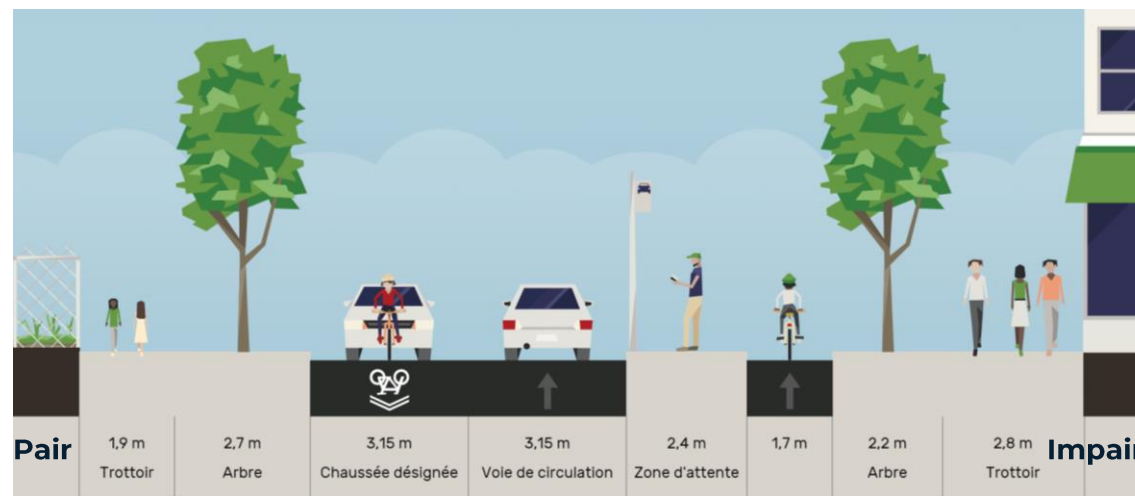 Pair
1,9 m
Trottoir
2,7 m
Arbre
3,15 m
Chaussée désignée
3,15 m
Voie de circulation
2,4 m
Zone d'attente
1,7 m
2,2 m
Arbre
2,8 m
Trottoir
Impair